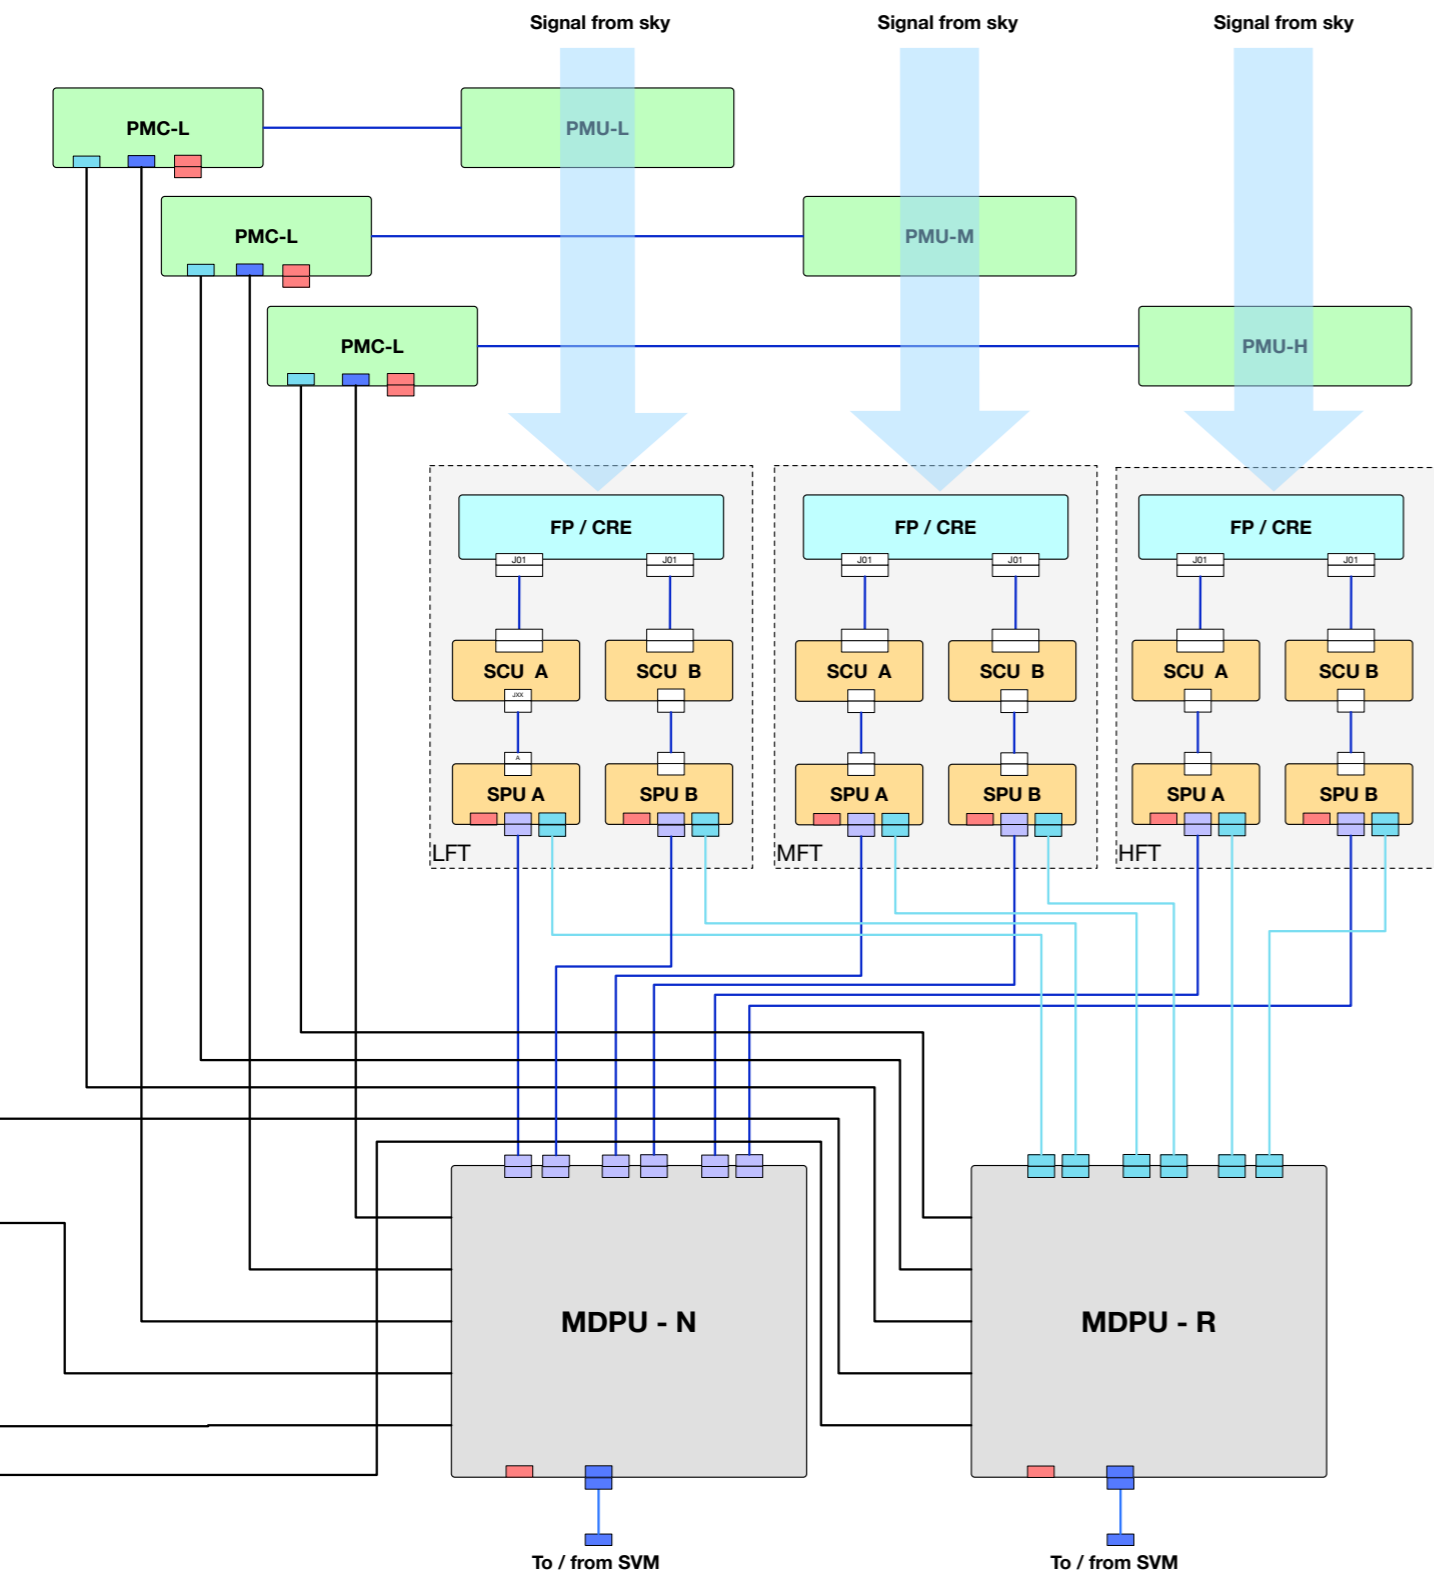 Signal from sky
Signal from sky
Signal from sky
PMC-L
PMU-L
PMC-L
PMU-M
PMC-L
PMU-H
FP / CRE
FP / CRE
FP / CRE
J01
J01
J01
J01
J01
J01
SCU A
SCU B
SCU A
SCU B
SCU A
SCU B
JXX
A
SPU A
SPU B
SPU A
SPU B
SPU A
SPU B
LFT
MFT
HFT
MDPU - N
MDPU - R
To / from SVM
To / from SVM